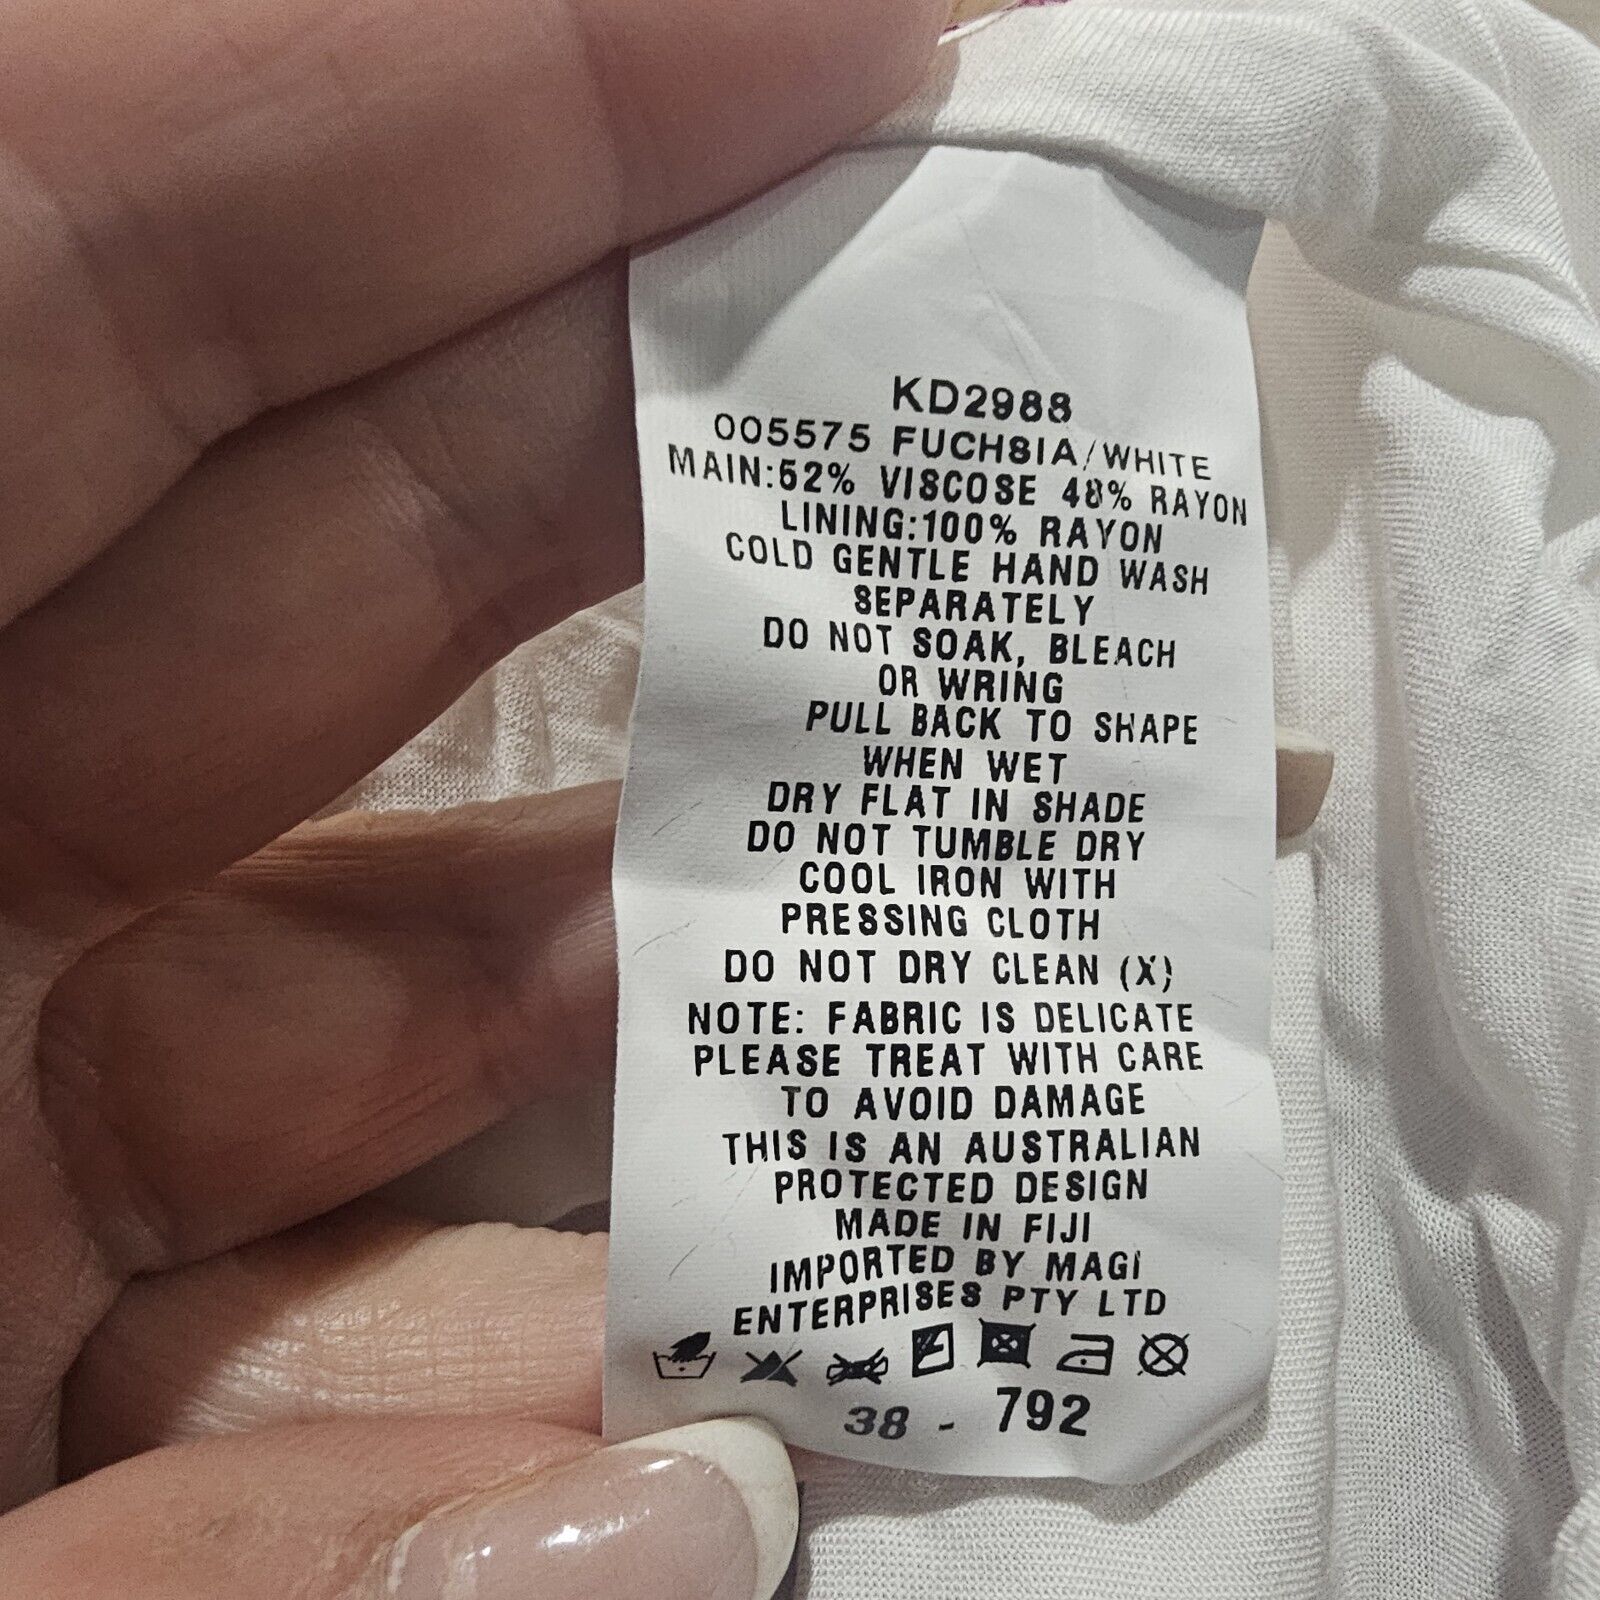 KD2988
005575 FUCHSIA/WHITE
MAIN:52% VISCOSE 48% RAYON
LINING:100% RAYON
COLD GENTLE HAND WASH
SEPARATELY
DO NOT SOAK, BLEACH
OR WRING
PULL BACK TO SHAPE
WHEN WET
DRY FLAT IN SHADE
DO NOT TUMBLE DRY
COOL IRON WITH
PRESSING CLOTH
DO NOT DRY CLEAN (X)
NOTE: FABRIC IS DELICATE
PLEASE TREAT WITH CARE
TO AVOID DAMAGE
THIS IS AN AUSTRALIAN
PROTECTED DESIGN
MADE IN FIJI
IMPORTED BY MAGI
ENTERPRISES PTY LTD
38 - 792